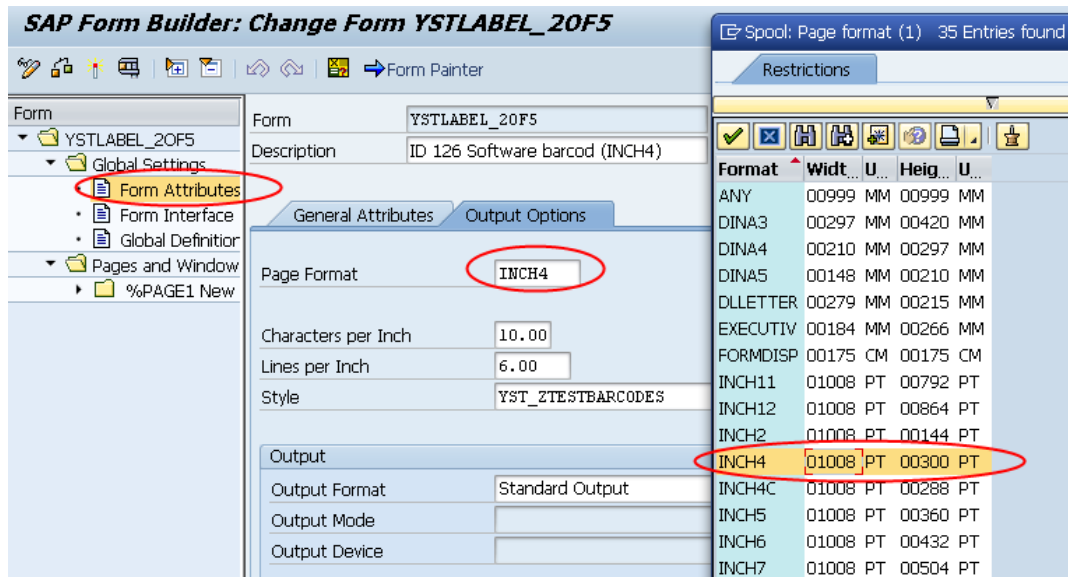 SAP Form Builder: Change Form YSTLABEL_2OF5
Form Painter
Form
YSTLABEL_2OF5
Global Settings
Form Attributes
Form Interface
Global Definitior
Pages and Window
%PAGE1 New
Form YSTLABEL_2OF5
Description ID 126 Software barcod (INCH4)
General Attributes Output Options
Page Format INCH4
Characters per Inch 10.00
Lines per Inch 6.00
Style YST_ZTESTBARCODES
Output
Output Format Standard Output
Output Mode
Output Device
Spool: Page format (1) 35 Entries found
Restrictions
Format Widt... U... Heig... U...
ANY 00999 MM 00999 MM
DINA3 00297 MM 00420 MM
DINA4 00210 MM 00297 MM
DINA5 00148 MM 00210 MM
DLLETTER 00279 MM 00215 MM
EXECUTIV 00184 MM 00266 MM
FORMDISP 00175 CM 00175 CM
INCH11 01008 PT 00792 PT
INCH12 01008 PT 00864 PT
INCH2 01008 PT 00144 PT
INCH4 01008 PT 00300 PT
INCH4C 01008 PT 00288 PT
INCH5 01008 PT 00360 PT
INCH6 01008 PT 00432 PT
INCH7 01008 PT 00504 PT